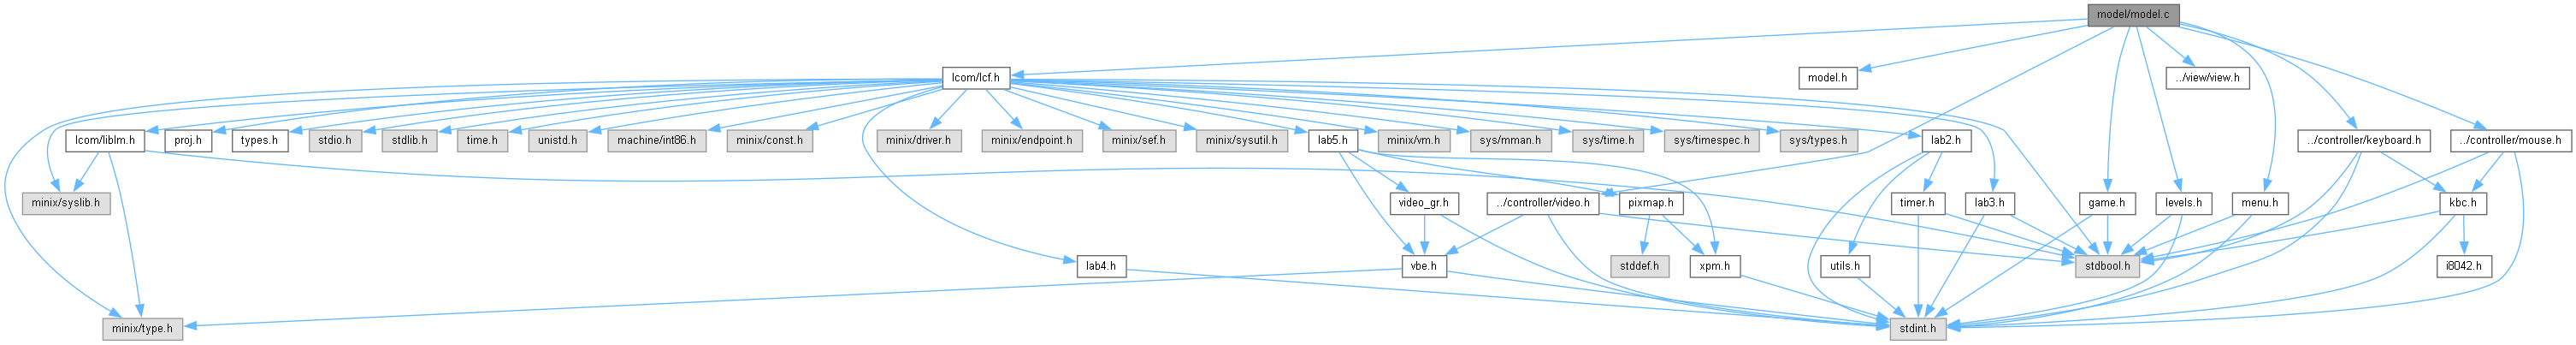 model/model.c
lcom/lcf.h
model.h
../view/view.h
lcom/liblm.h
proj.h
types.h
stdio.h
stdlib.h
time.h
unistd.h
machine/int86.h
minix/const.h
minix/driver.h
minix/endpoint.h
minix/sef.h
minix/sysutil.h
lab5.h
minix/vm.h
sys/mman.h
sys/time.h
sys/timespec.h
sys/types.h
lab2.h
../controller/keyboard.h
../controller/mouse.h
minix/syslib.h
video_gr.h
../controller/video.h
pixmap.h
timer.h
lab3.h
game.h
levels.h
menu.h
kbc.h
lab4.h
vbe.h
stddef.h
xpm.h
utils.h
stdbool.h
i8042.h
minix/type.h
stdint.h